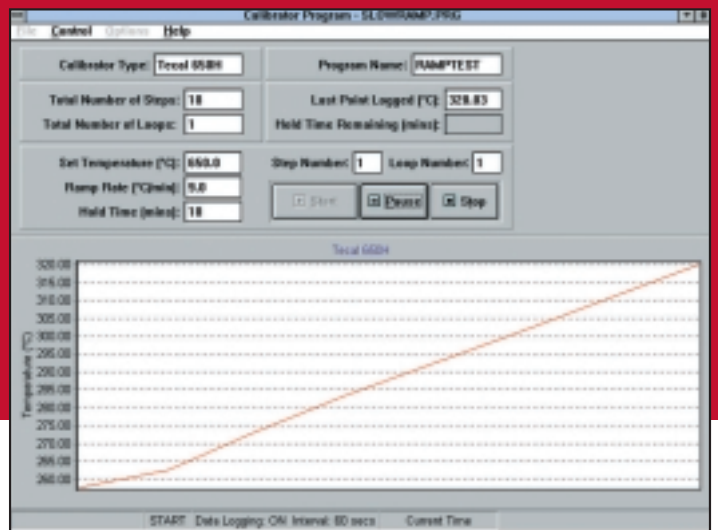 Calibrator Program - SLOWRAMP.PRG
File Control Options Help
Calibrator Type: Tecal 650H
Program Name: RAMPTEST
Total Number of Steps: 10
Last Point Logged (°C): 320.03
Total Number of Loops: 1
Hold Time Remaining (mins):
Set Temperature (°C): 650.0
Step Number: 1 Loop Number: 1
Ramp Rate (°C/min): 9.0
Start Pause Stop
Hold Time (mins): 10
Tecal 650H
320.00
315.00
310.00
305.00
300.00
295.00
290.00
285.00
280.00
275.00
270.00
265.00
260.00
Temperature (°C)
START Data Logging: ON Interval: 60 secs Current Time